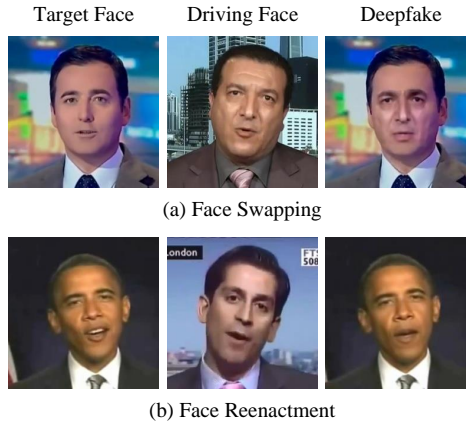 Target Face Driving Face Deepfake
(a) Face Swapping
London
FTS
508
(b) Face Reenactment